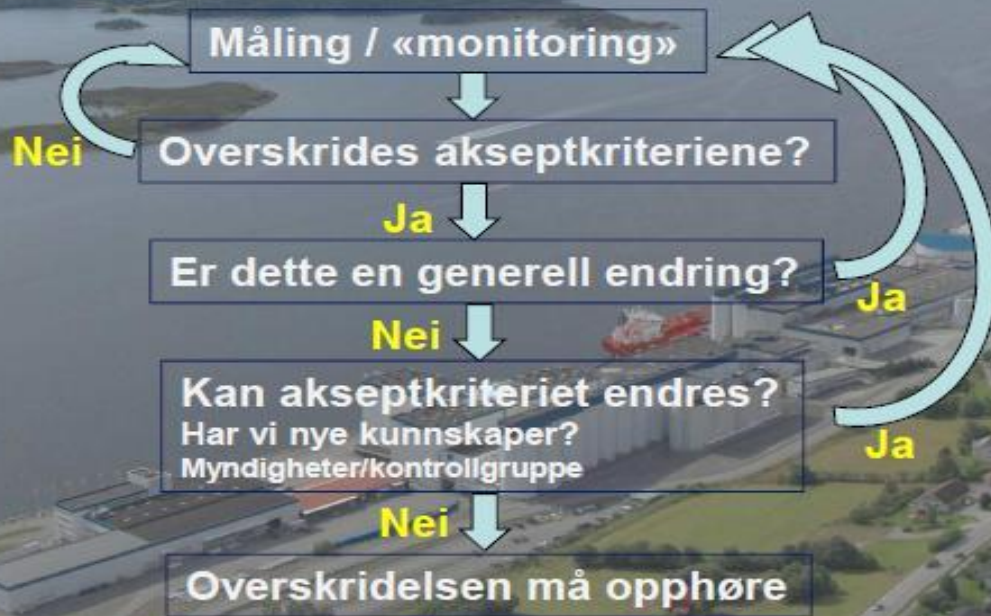 Måling / «monitoring»
Nei
Overskrides akseptkriteriene?
Ja
Er dette en generell endring?
Ja
Nei
Kan akseptkriteriet endres?
Har vi nye kunnskaper?
Myndigheter/kontrollgruppe
Ja
Nei
Overskridelsen må opphøre